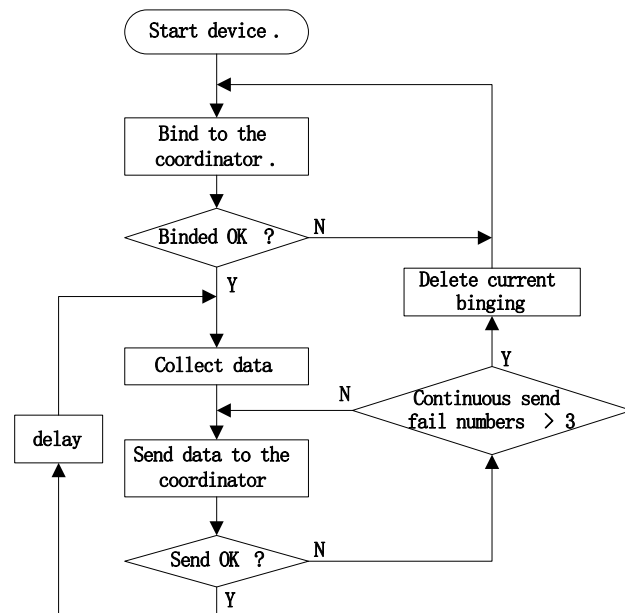 Start device .
Bind to the
coordinator .
Binded OK ?
N
Y
Delete current
binging
Collect data
Y
N
Continuous send
fail numbers > 3
delay
Send data to the
coordinator
Send OK ?
N
Y